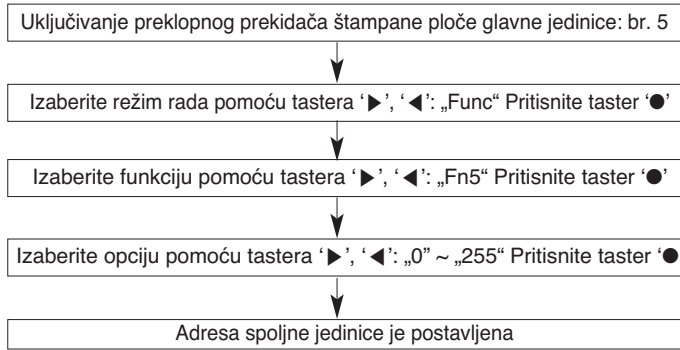 Uključivanje preklopnog prekidača štampane ploče glavne jedinice: br. 5
Izaberite režim rada pomoću tastera ‘▶’, ‘◀’: „Func“ Pritisnite taster ‘●’
Izaberite funkciju pomoću tastera ‘▶’, ‘◀’: „Fn5“ Pritisnite taster ‘●’
Izaberite opciju pomoću tastera ‘▶’, ‘◀’: „0” ~ „255“ Pritisnite taster ‘●
Adresa spoljne jedinice je postavljena